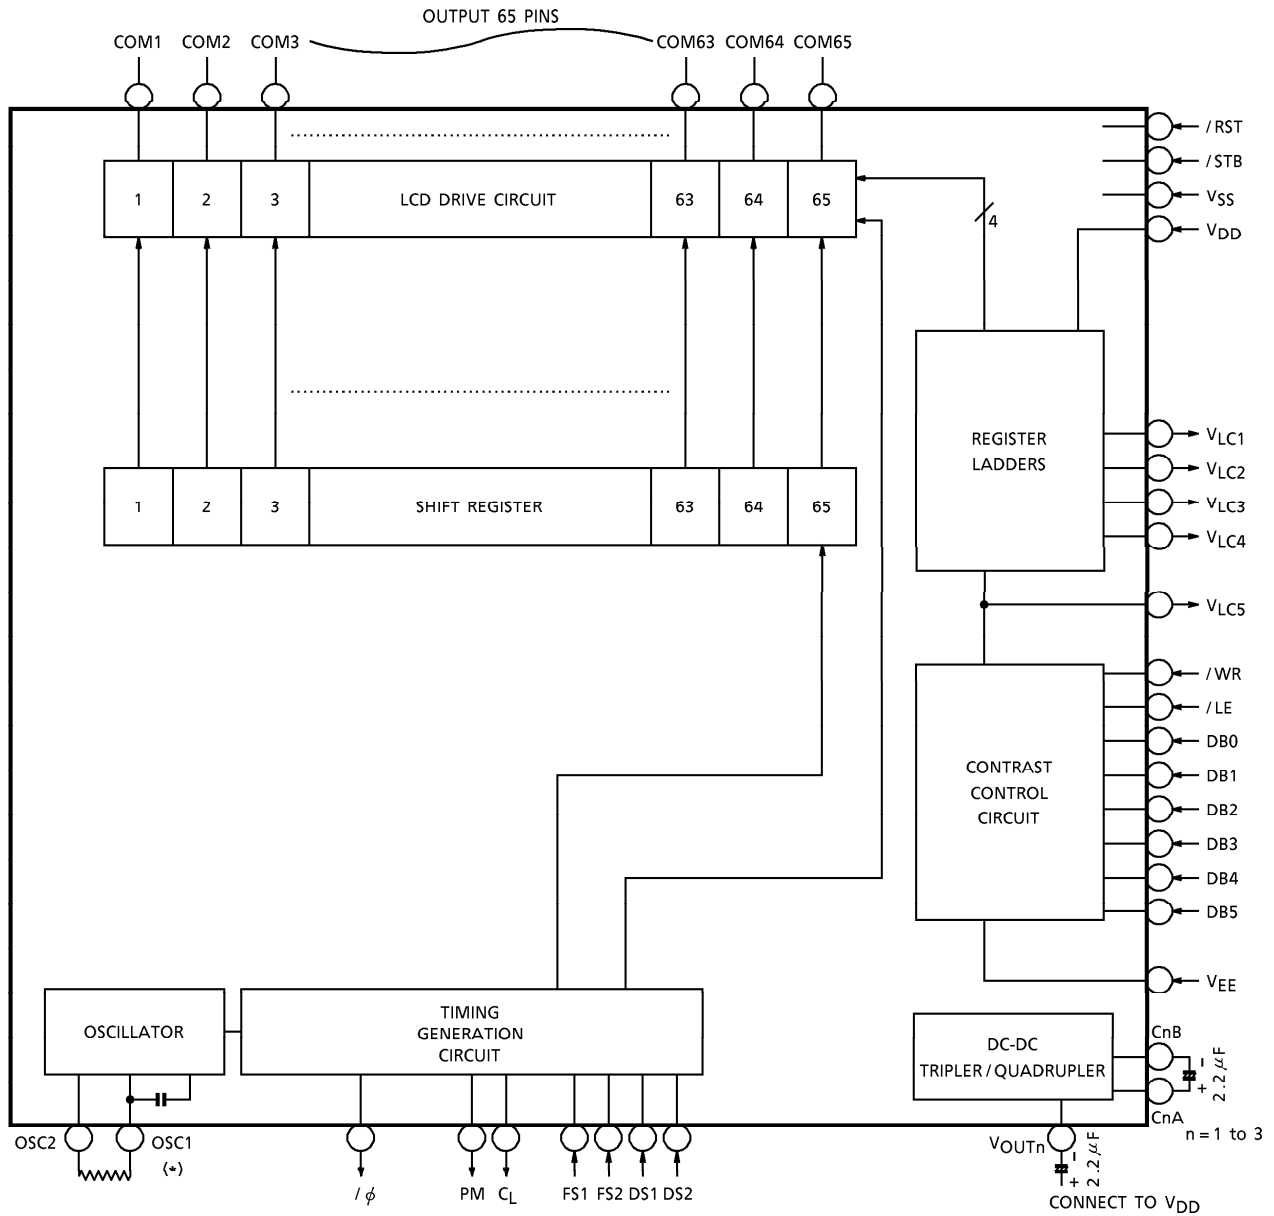 OUTPUT 65 PINS
COM1 COM2 COM3 COM63 COM64 COM65
/RST
/STB
VSS
VDD
1 2 3 LCD DRIVE CIRCUIT 63 64 65
4
REGISTER
LADDERS
VLC1
VLC2
VLC3
VLC4
1 2 3 SHIFT REGISTER 63 64 65
VLC5
/WR
/LE
DB0
DB1
DB2
DB3
DB4
DB5
CONTRAST
CONTROL
CIRCUIT
VEE
OSCILLATOR
TIMING
GENERATION
CIRCUIT
DC-DC
TRIPLER/QUADRUPLER
CnB
- +
2.2μF
CnA
n=1 to 3
OSC2
OSC1
(*)
/ϕ
PM
CL
FS1
FS2
DS1
DS2
VOUTn
- +
2.2μF
CONNECT TO VDD